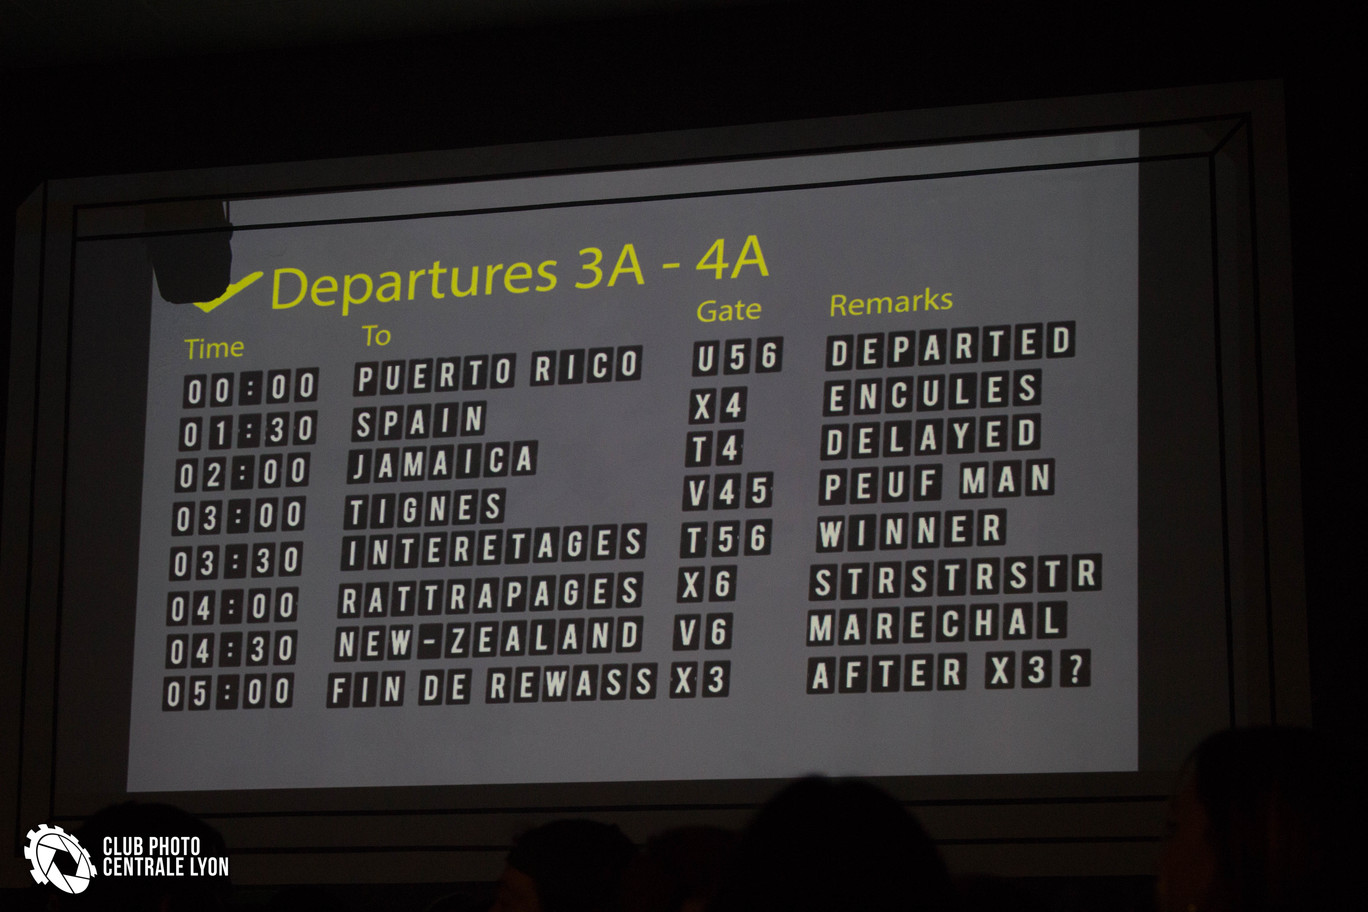 Departures 3A - 4A
Time To Gate Remarks
00:00 PUERTO RICO U56 DEPARTED
01:30 SPAIN X4 ENCULES
02:00 JAMAICA T4 DELAYED
03:00 TIGNES V45 PEUF MAN
03:30 INTERETAGES T56 WINNER
04:00 RATTRAPAGES X6 STRSTRSTR
04:30 NEW-ZEALAND V6 MARECHAL
05:00 FIN DE REWASS X3 AFTER X3?
CLUB PHOTO
CENTRALE LYON